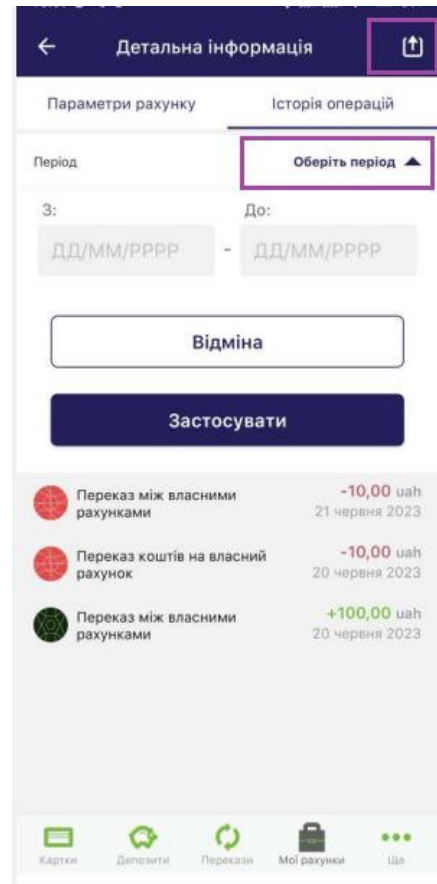 Детальна інформація
Параметри рахунку Історія операцій
Період Оберіть період
З: До:
ДД/ММ/РРРР - ДД/ММ/РРРР
Відміна
Застосувати
Переказ між власними -10,00 uah
рахунками 21 червня 2023
Переказ коштів на власний -10,00 uah
рахунок 20 червня 2023
Переказ між власними +100,00 uah
рахунками 20 червня 2023
Картки Депозити Перекази Мої рахунки Ще